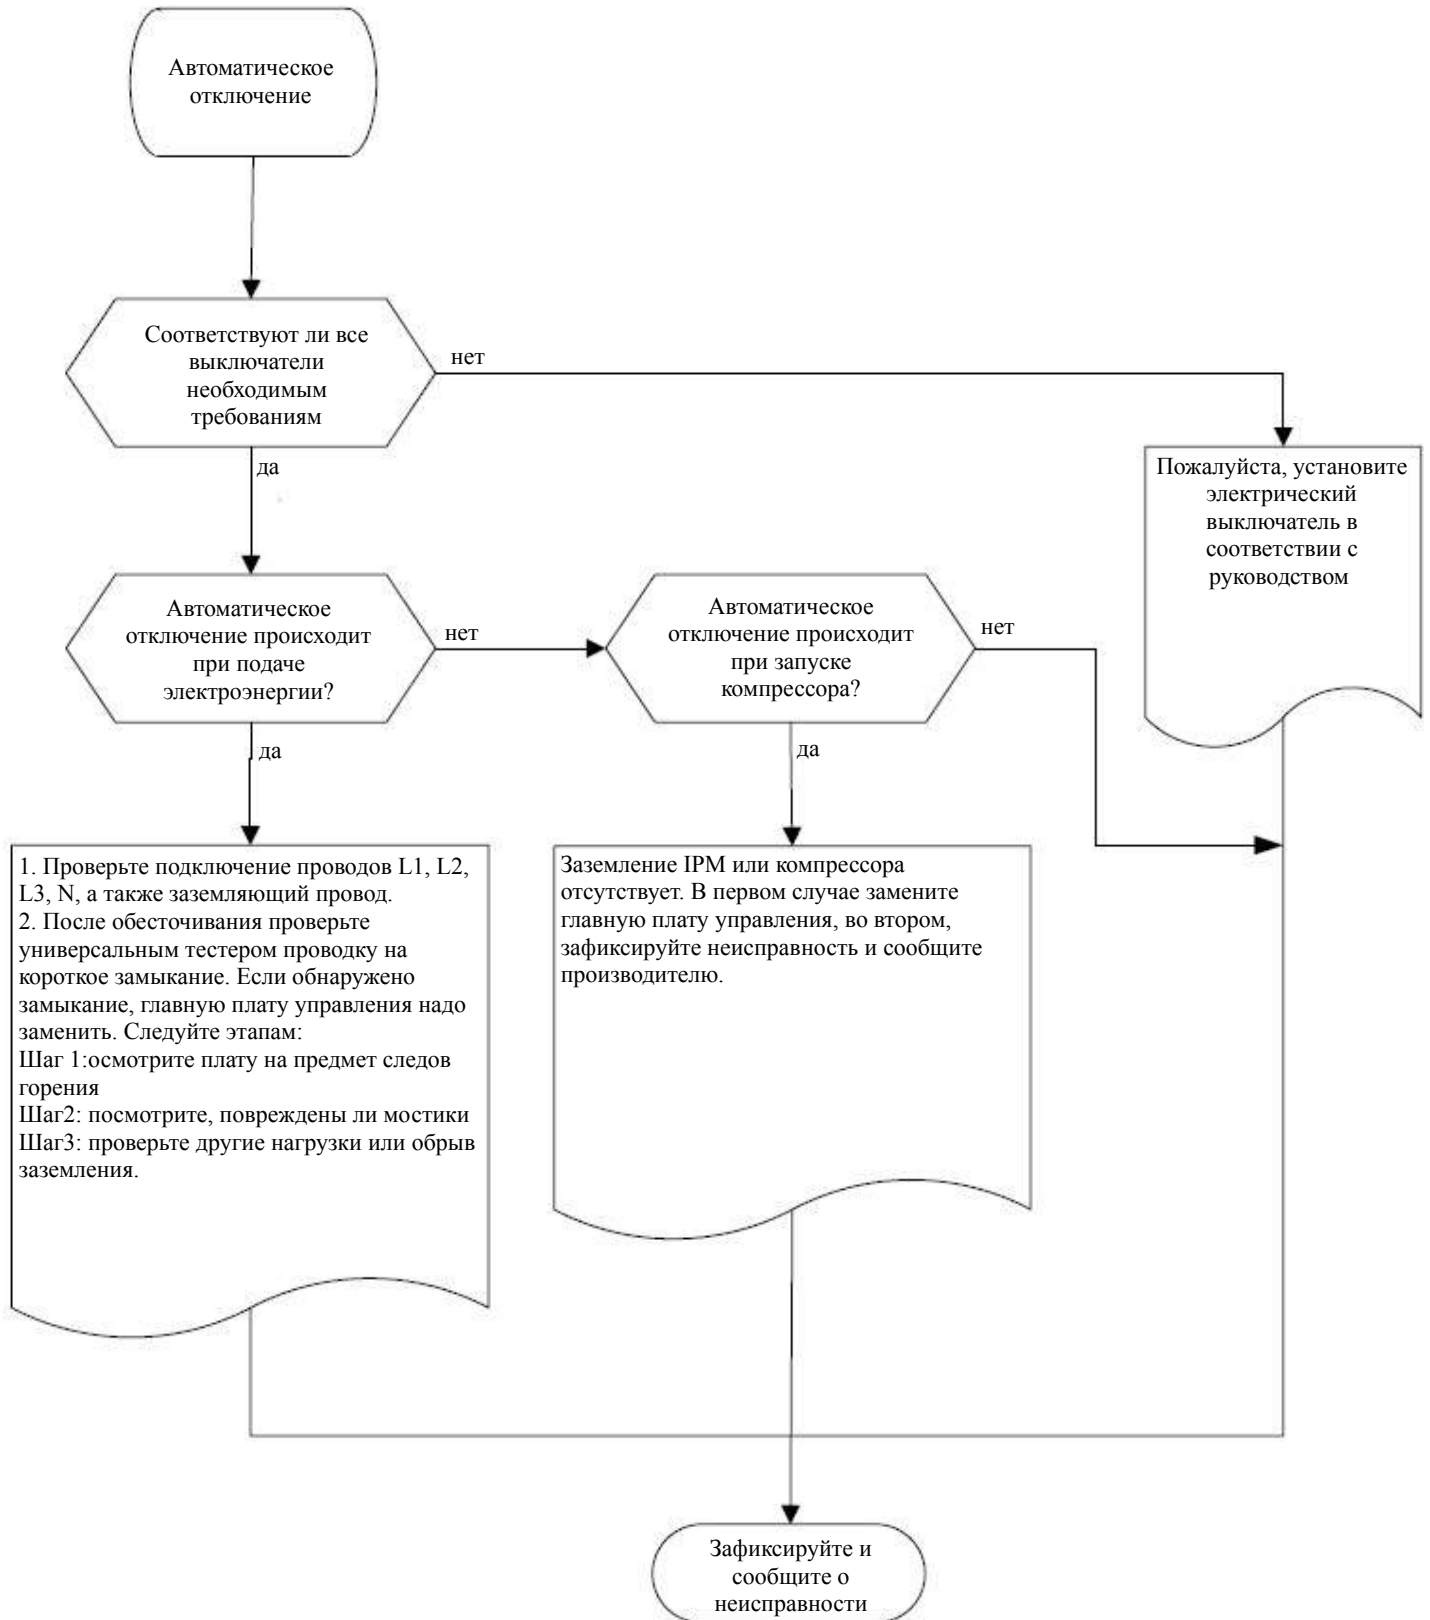 Автоматическое
отключение
Соответствуют ли все
выключатели
необходимым
требованиям
нет
да
Пожалуйста, установите
электрический
выключатель в
соответствии с
руководством
Автоматическое
отключение происходит
при подаче
электроэнергии?
нет
Автоматическое
отключение происходит
при запуске
компрессора?
нет
да
да
1. Проверьте подключение проводов L1, L2,
L3, N, а также заземляющий провод.
2. После обесточивания проверьте
универсальным тестером проводку на
короткое замыкание. Если обнаружено
замыкание, главную плату управления надо
заменить. Следуйте этапам:
Шаг 1:осмотрите плату на предмет следов
горения
Шаг2: посмотрите, повреждены ли мостики
Шаг3: проверьте другие нагрузки или обрыв
заземления.
Заземление IPM или компрессора
отсутствует. В первом случае замените
главную плату управления, во втором,
зафиксируйте неисправность и сообщите
производителю.
Зафиксируйте и
сообщите о
неисправности